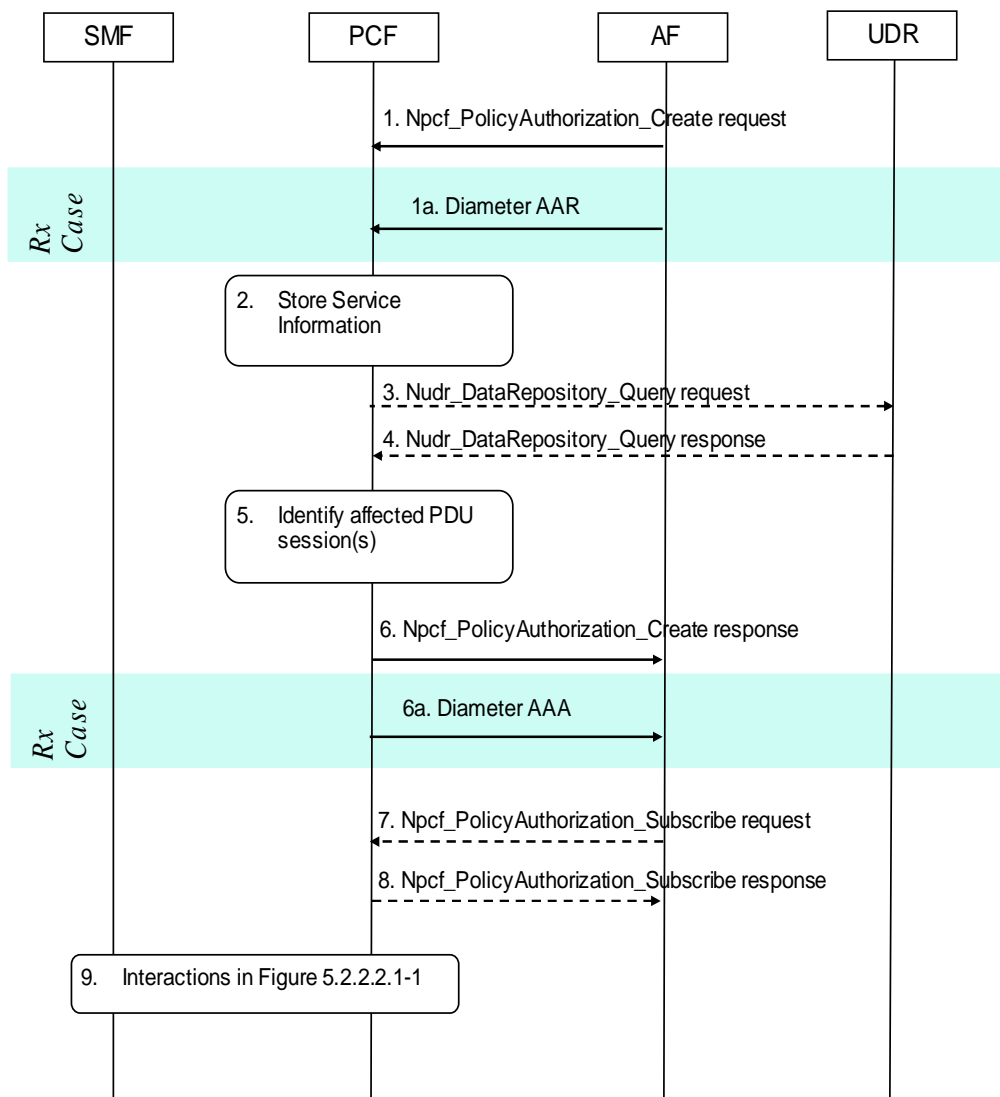 SMF
PCF
AF
UDR
1. Npcf_PolicyAuthorization_Create request
Rx
Case
1a. Diameter AAR
2. Store Service
Information
3. Nudr_DataRepository_Query request
4. Nudr_DataRepository_Query response
5. Identify affected PDU
session(s)
6. Npcf_PolicyAuthorization_Create response
Rx
Case
6a. Diameter AAA
7. Npcf_PolicyAuthorization_Subscribe request
8. Npcf_PolicyAuthorization_Subscribe response
9. Interactions in Figure 5.2.2.2.1-1